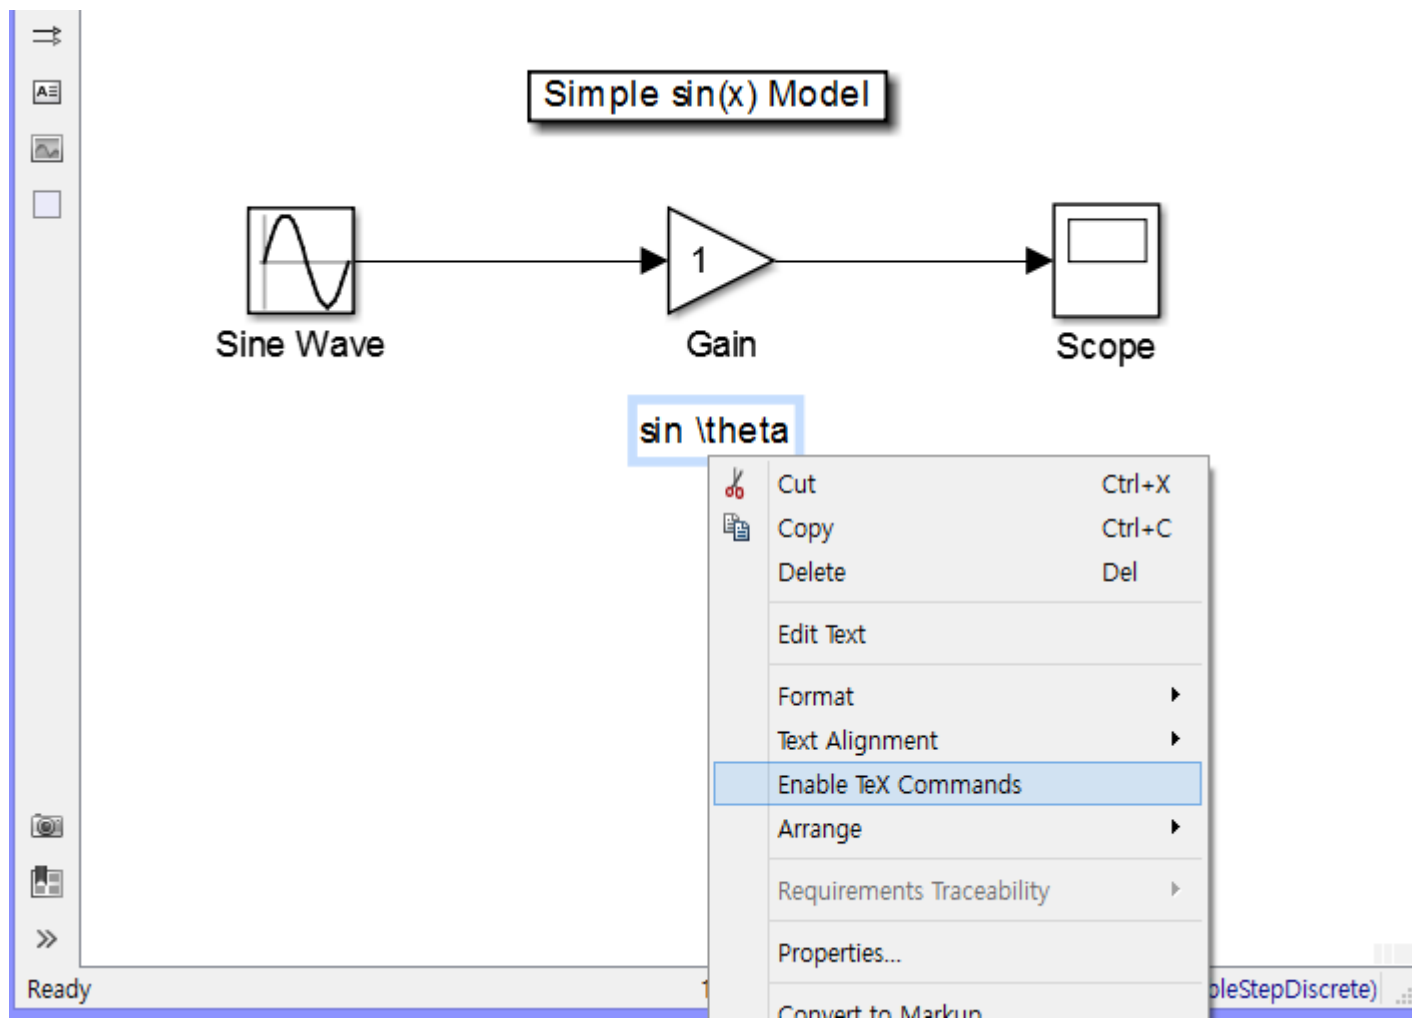 A
Simple sin(x) Model
1
Sine Wave
Gain
Scope
sin \theta
Cut Ctrl+X
Copy Ctrl+C
Delete Del
Edit Text
Format
Text Alignment
Enable TeX Commands
Arrange
Requirements Traceability
Properties...
Convert to Markup
Ready
bleStepDiscrete)